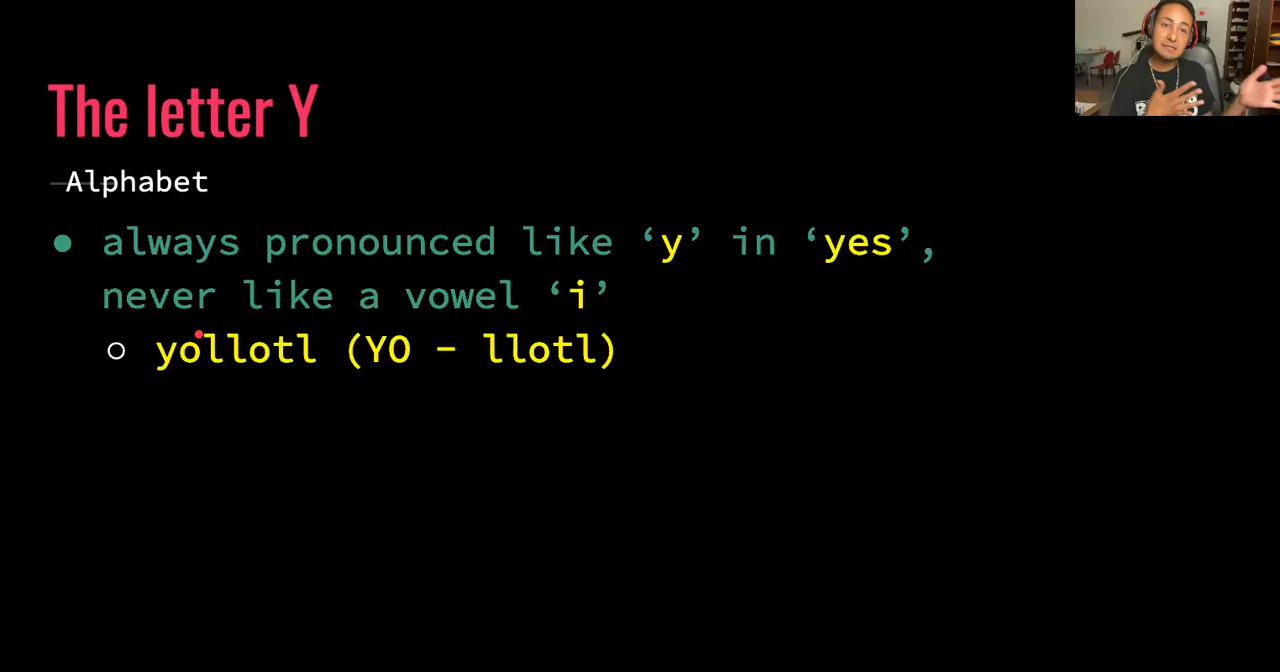 The letter Y
Alphabet
● always pronounced like ‘y’ in ‘yes’,
never like a vowel ‘i’
○ yollotl (YO - llotl)